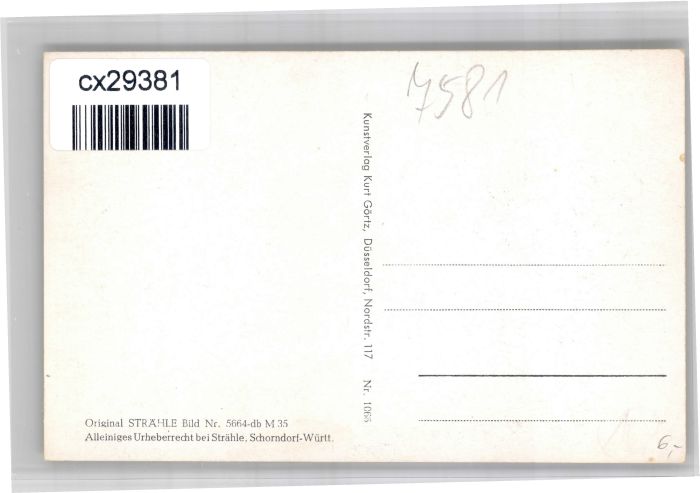 cx29381
7581
Kunstverlag Kurt Görtz, Düsseldorf, Nordstr. 117 Nr. 1065
Original STRÄHLE Bild Nr. 5664-db M 35
Alleiniges Urheberrecht bei Strähle, Schorndorf-Württ.
6,-